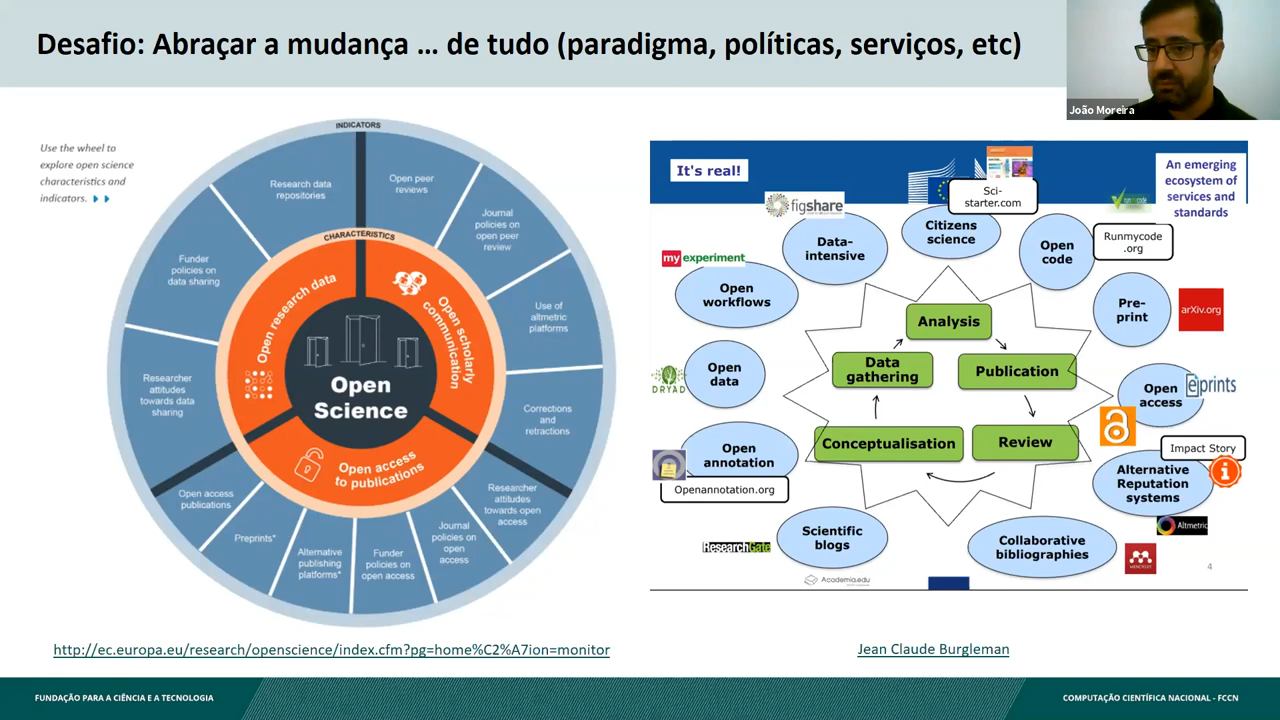 Desafio: Abraçar a mudança ... de tudo (paradigma, políticas, serviços, etc)
João Moreira
Use the wheel to
explore open science
characteristics and
indicators.
INDICATORS
Research data
repositories
Open peer
reviews
Journal
policies on
open peer
review
Use of
altmetric
platforms
Corrections
and
retractions
Researcher
attitudes
towards open
access
Journal
policies on
open
access
Funder
policies on
open access
Alternative
publishing
platforms*
Preprints*
Open access
publications
Researcher
attitudes
towards data
sharing
Funder
policies on
data sharing
CHARACTERISTICS
Open research data
Open scholarly
communication
Open access
to publications
Open
Science
http://ec.europa.eu/research/openscience/index.cfm?pg=home%C2%A7ion=monitor
It's real!
An emerging
ecosystem of
services and
standards
figshare
Sci-
starter.com
Citizens
science
Data-
intensive
Open
code
Runmycode
.org
myexperiment
Open
workflows
Pre-
print
arXiv.org
Analysis
Data
gathering
Publication
Conceptualisation
Review
Open
data
DRYAD
Open
access
eprints
Open
annotation
Openannotation.org
Impact Story
Alternative
Reputation
systems
Altmetric
Scientific
blogs
ResearchGate
Academia.edu
Collaborative
bibliographies
MENDELEY
4
Jean Claude Burgleman
FUNDAÇÃO PARA A CIÊNCIA E A TECNOLOGIA
COMPUTAÇÃO CIENTÍFICA NACIONAL - FCCN